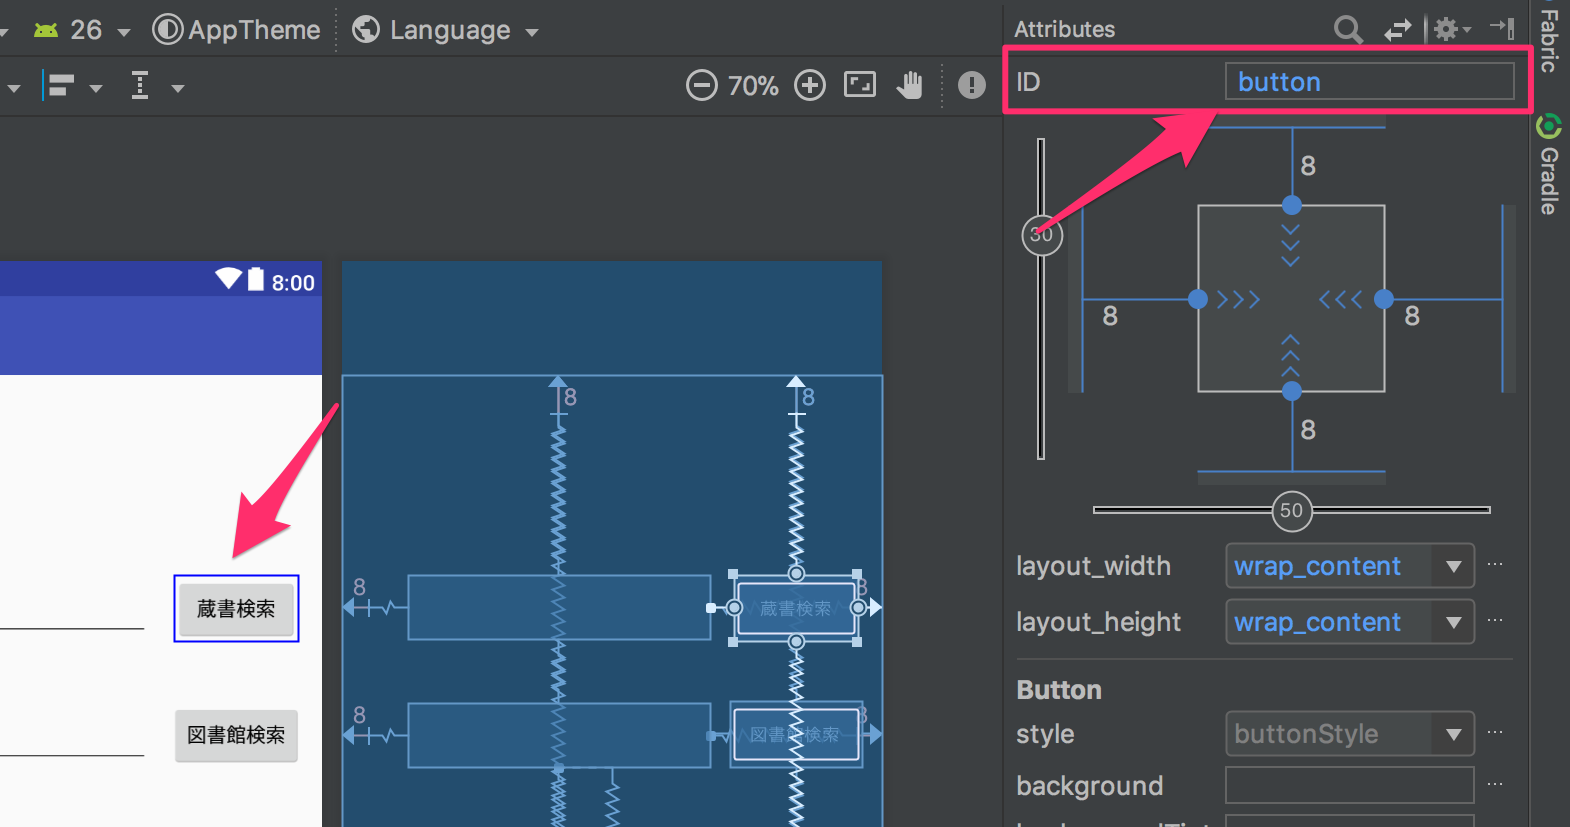 26
AppTheme
Language
Attributes
70%
ID
button
Fabric
Gradle
8
30
8
8
8
50
8:00
8
8
蔵書検索
8
蔵書検索
8
図書館検索
8
図書館検索
8
layout_width
wrap_content
layout_height
wrap_content
Button
style
buttonStyle
background